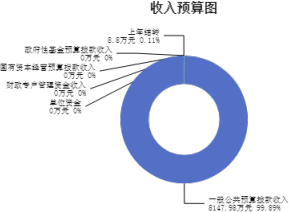 收入预算图
上年结转
8.8万元 0.11%
政府性基金预算拨款收入
0万元 0%
国有资本经营预算拨款收入
0万元 0%
财政专户管理资金收入
0万元 0%
单位资金
0万元 0%
一般公共预算拨款收入
8147.98万元 99.89%